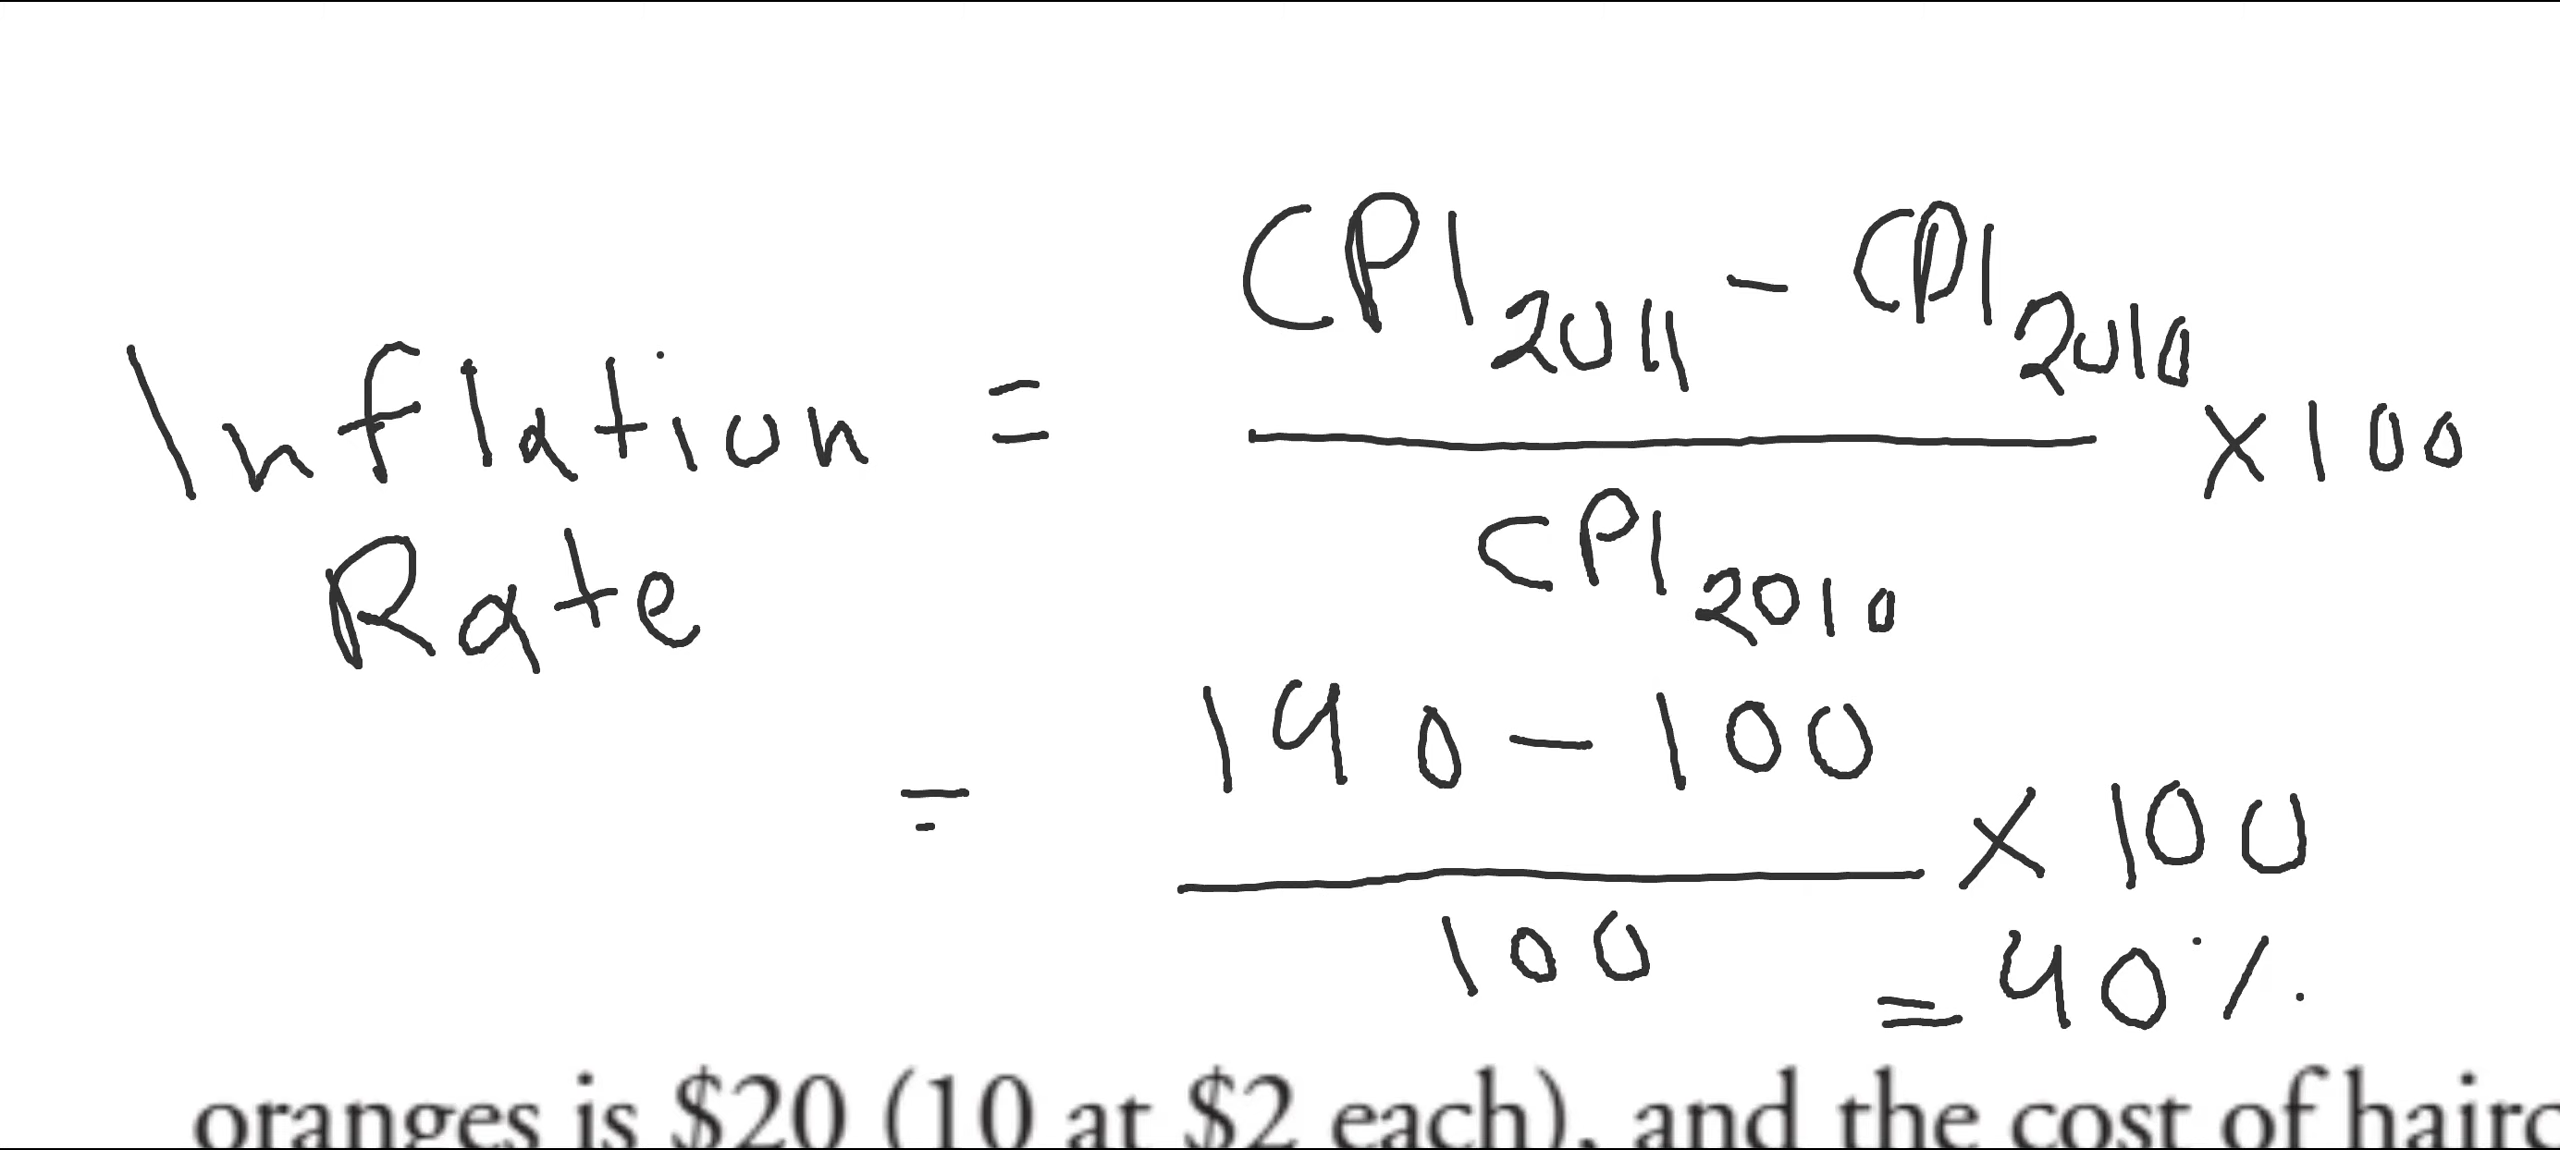 Inflation Rate = (CPI₂₀₁₁ - CPI₂₀₁₀) / CPI₂₀₁₀ × 100
= (140 - 100) / 100 × 100
= 40%
oranges is $20 (10 at $2 each), and the cost of hairc